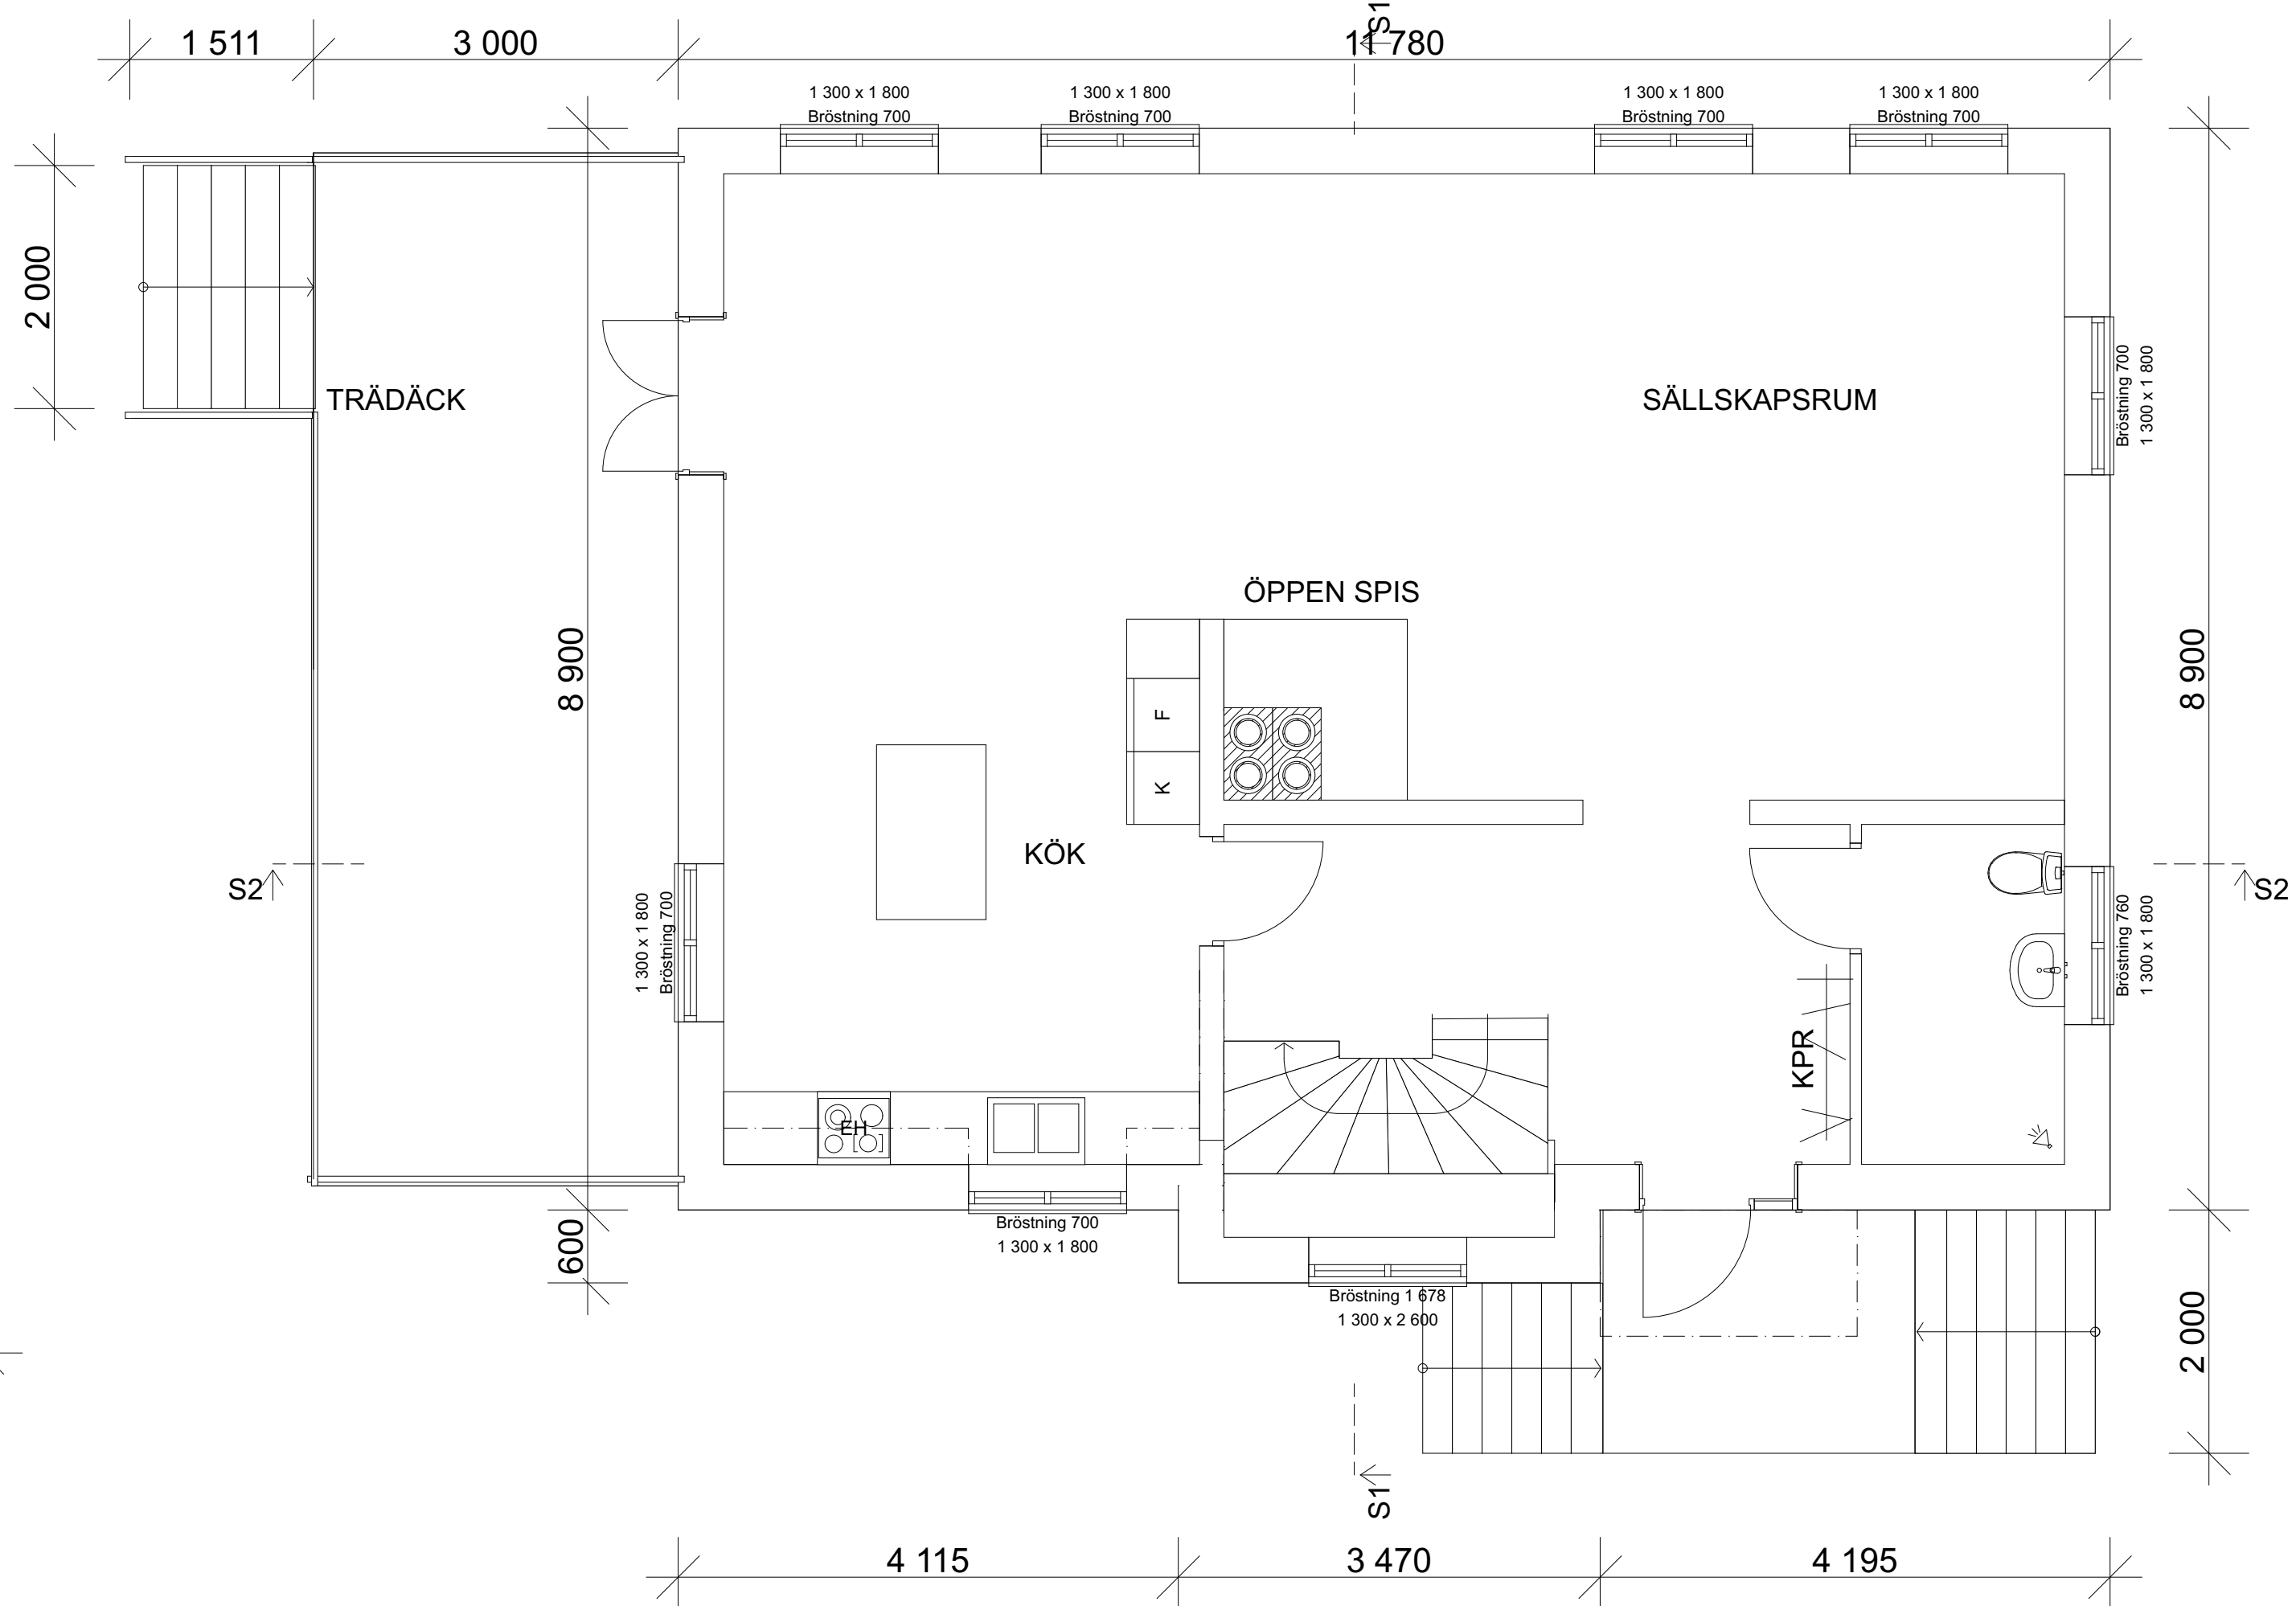 S1
1 511
3 000
11 780
1 300 x 1 800
Bröstning 700
1 300 x 1 800
Bröstning 700
1 300 x 1 800
Bröstning 700
1 300 x 1 800
Bröstning 700
2 000
TRÄDÄCK
SÄLLSKAPSRUM
Bröstning 700
1 300 x 1 800
ÖPPEN SPIS
8 900
8 900
F
K
KÖK
S2
S2
1 300 x 1 800
Bröstning 700
Bröstning 760
1 300 x 1 800
KPR
EH
Bröstning 700
1 300 x 1 800
600
Bröstning 1 678
1 300 x 2 600
2 000
S1
4 115
3 470
4 195